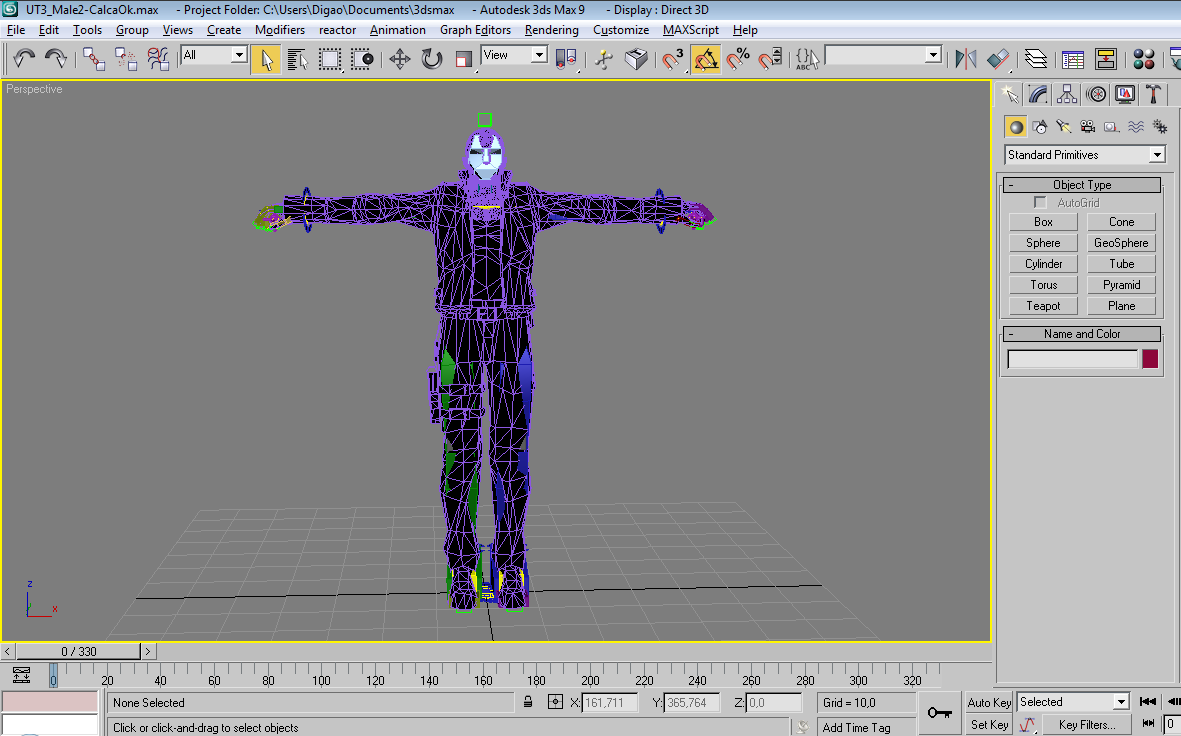 UT3_Male2-CalcaOk.max - Project Folder: C:\Users\Digao\Documents\3dsmax - Autodesk 3ds Max 9 - Display : Direct 3D
File Edit Tools Group Views Create Modifiers reactor Animation Graph Editors Rendering Customize MAXScript Help
All View 3 % {} ABC
Perspective
Standard Primitives
- Object Type
AutoGrid
Box Cone
Sphere GeoSphere
Cylinder Tube
Torus Pyramid
Teapot Plane
- Name and Color
z
y x
< 0 / 330 >
0 20 40 60 80 100 120 140 160 180 200 220 240 260 280 300 320
None Selected X: 161,711 Y: 365,764 Z: 0,0 Grid = 10,0 Auto Key Selected
Click or click-and-drag to select objects Add Time Tag Set Key Key Filters... 0